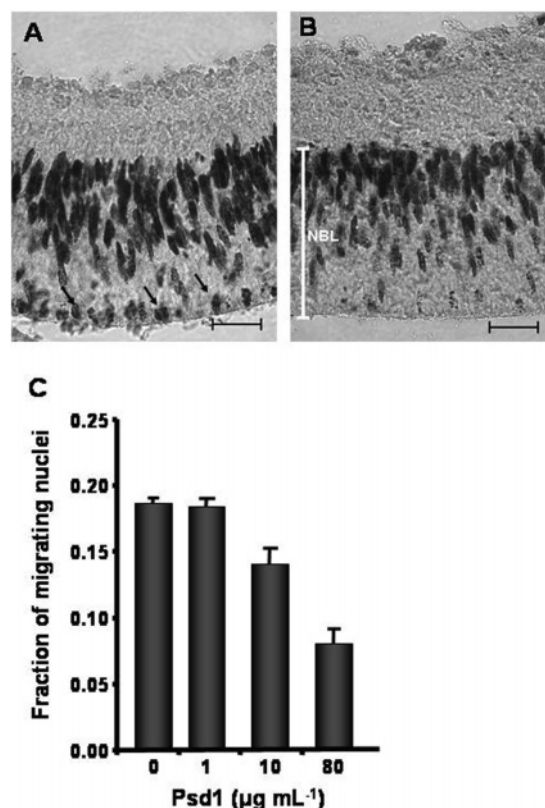 A
B
NBL
C
0.25
0.20
0.15
0.10
0.05
0.00
Fraction of migrating nuclei
0 1 10 80
Psd1 (µg mL⁻¹)